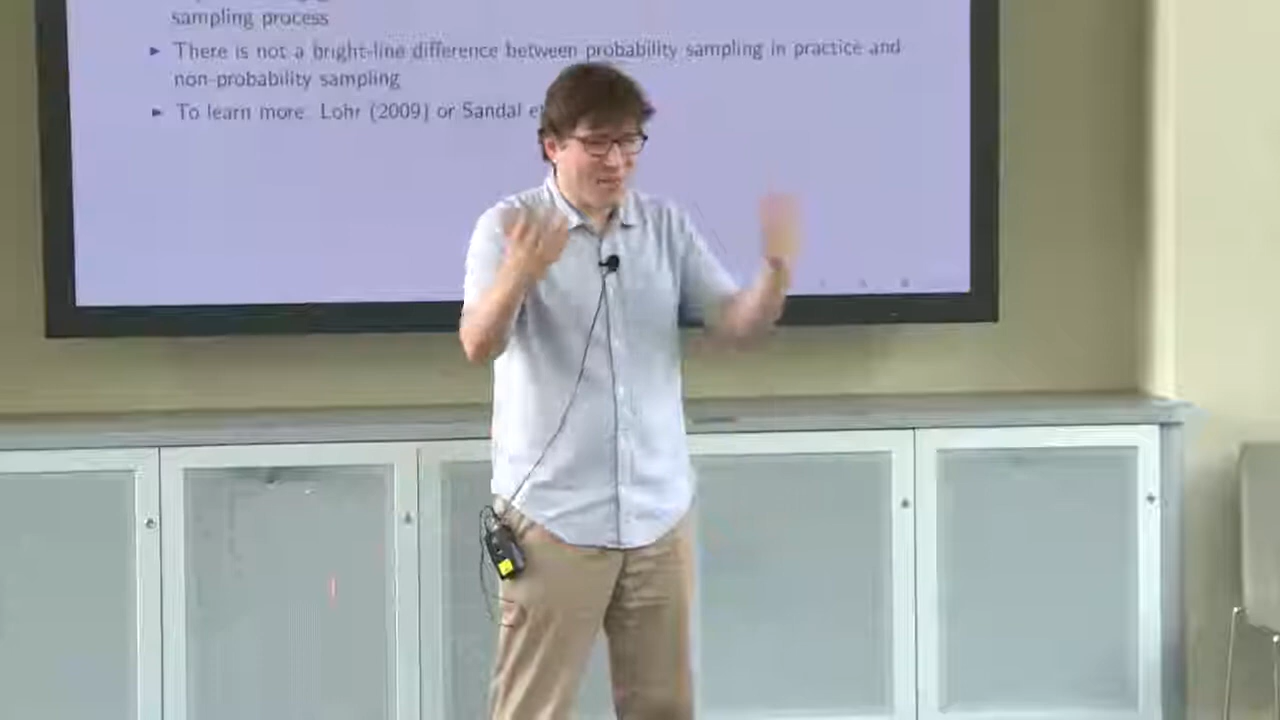 sampling process
► There is not a bright-line difference between probability sampling in practice and
non-probability sampling
► To learn more: Lohr (2009) or Sandal et